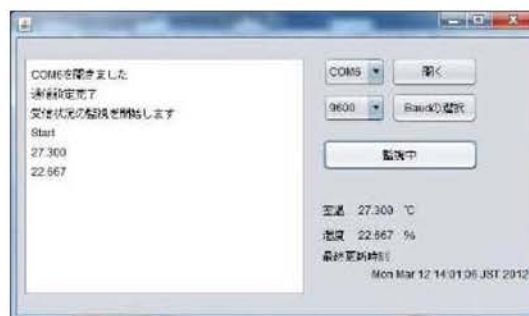 COM6を開きました
通信設定完了
受信状況の監視を開始します
Start
27.300
22.667
COM6
開く
9600
Baudの選択
監視中
室温 27.300 ℃
湿度 22.667 %
最終更新時刻
Mon Mar 12 14:01:06 JST 2012